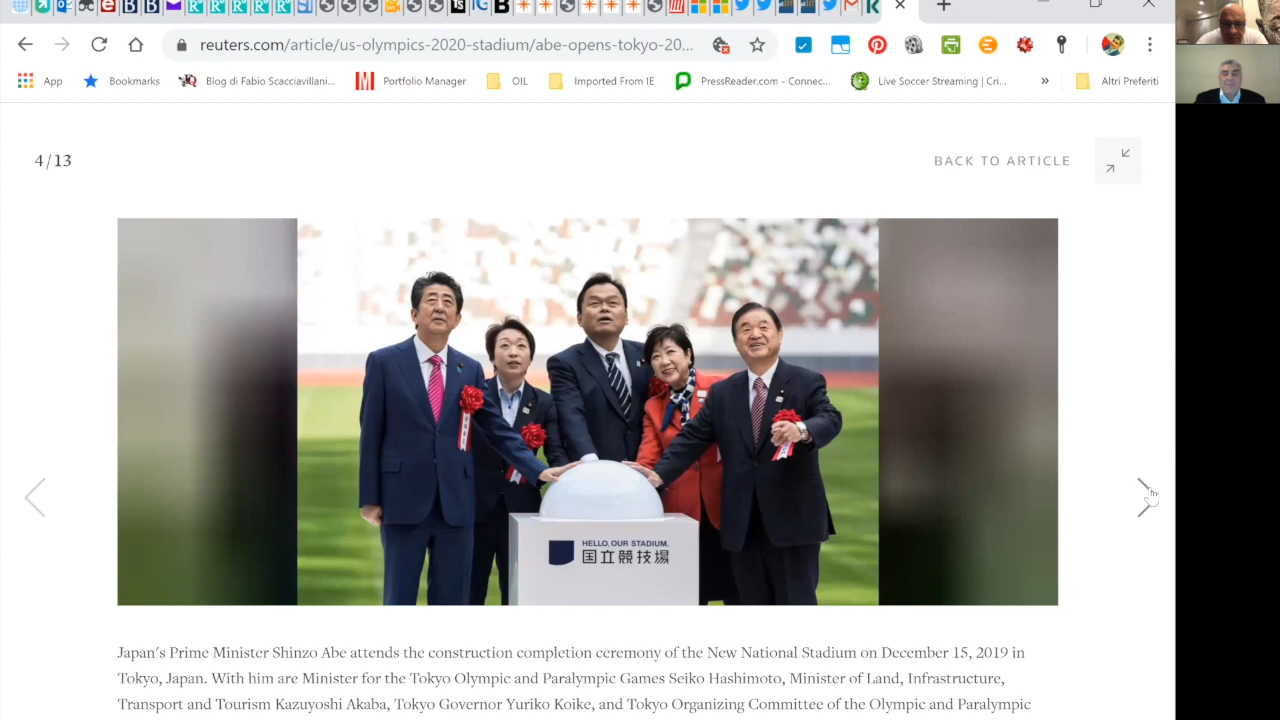 reuters.com/article/us-olympics-2020-stadium/abe-opens-tokyo-20...
App Bookmarks Blog di Fabio Scacciavillani... Portfolio Manager OIL Imported From IE PressReader.com - Connec... Live Soccer Streaming | Cri... » Altri Preferiti
4/13
BACK TO ARTICLE
HELLO, OUR STADIUM.
国立競技場
Japan's Prime Minister Shinzo Abe attends the construction completion ceremony of the New National Stadium on December 15, 2019 in
Tokyo, Japan. With him are Minister for the Tokyo Olympic and Paralympic Games Seiko Hashimoto, Minister of Land, Infrastructure,
Transport and Tourism Kazuyoshi Akaba, Tokyo Governor Yuriko Koike, and Tokyo Organizing Committee of the Olympic and Paralympic